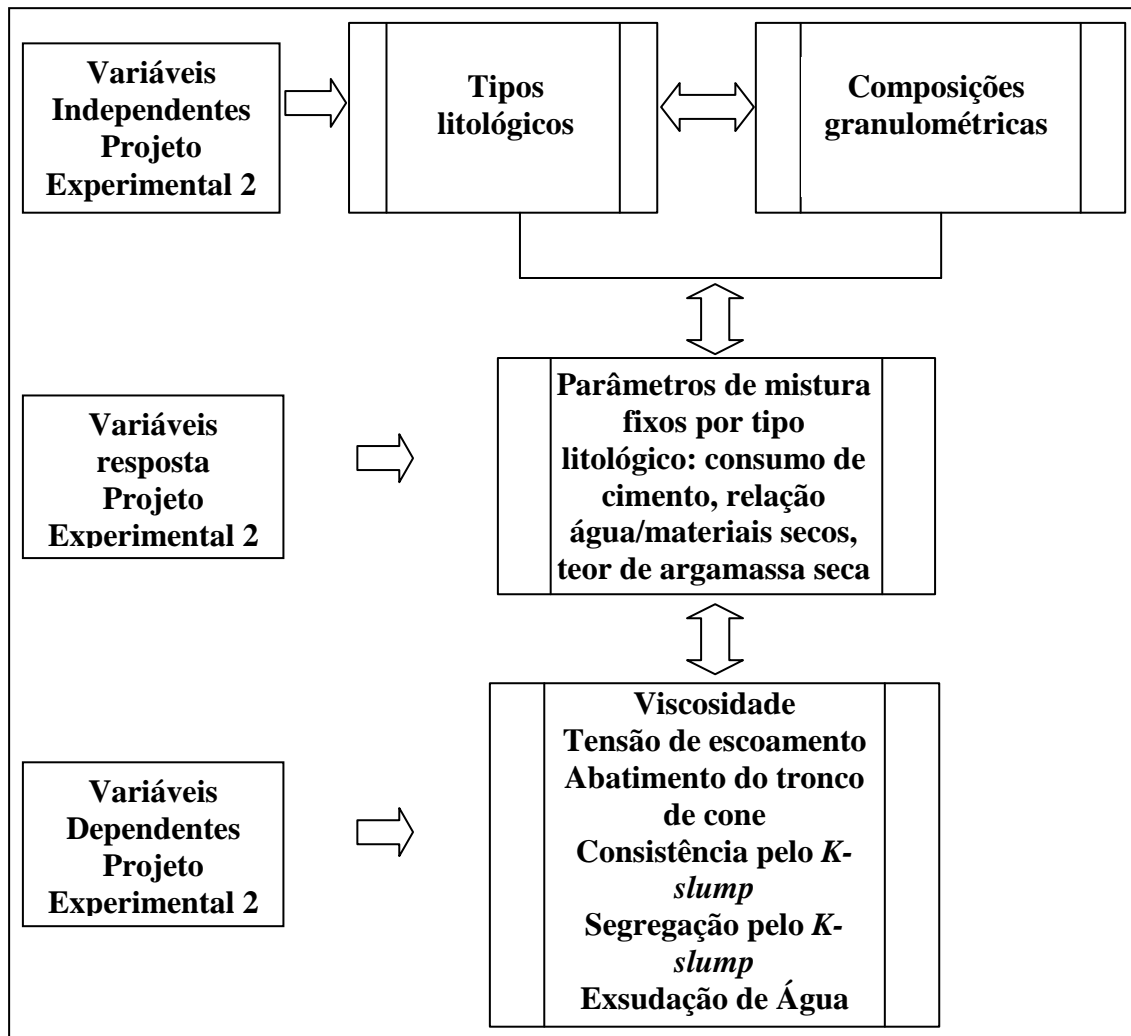 Variáveis
Independentes
Projeto
Experimental 2
Tipos
litológicos
Composições
granulométricas
Variáveis
resposta
Projeto
Experimental 2
Parâmetros de mistura
fixos por tipo
litológico: consumo de
cimento, relação
água/materiais secos,
teor de argamassa seca
Variáveis
Dependentes
Projeto
Experimental 2
Viscosidade
Tensão de escoamento
Abatimento do tronco
de cone
Consistência pelo K-
slump
Segregação pelo K-
slump
Exsudação de Água